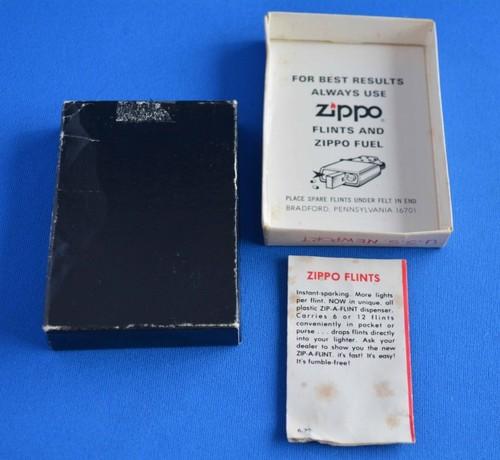 FOR BEST RESULTS
ALWAYS USE
Zippo
FLINTS AND
ZIPPO FUEL
PLACE SPARE FLINTS UNDER FELT IN END
BRADFORD, PENNSYLVANIA 16701
U.S.S. NEWPORT
ZIPPO FLINTS
Instant-sparking. More lights
per flint. NOW in unique, all
plastic ZIP-A-FLINT dispenser.
Carries 6 or 12 flints
conveniently in pocket or
purse . . . drops flints directly
into your lighter. Ask your
dealer to show you the new
ZIP-A-FLINT. it's fast! It's easy!
It's fumble-free!